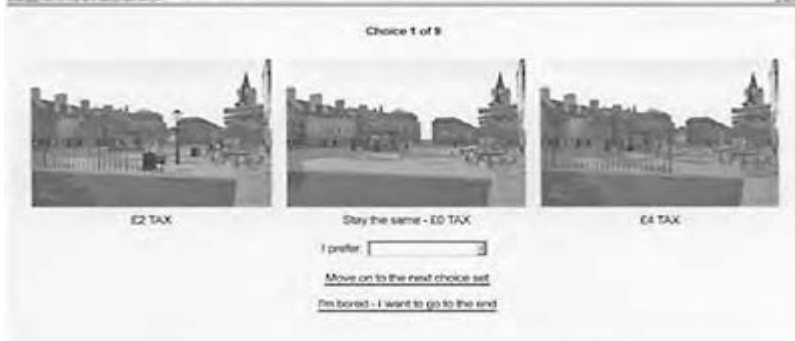 Choice 1 of 9
£2 TAX
Stay the same - £0 TAX
£4 TAX
I prefer:
Move on to the next choice set
I'm bored - I want to go to the end